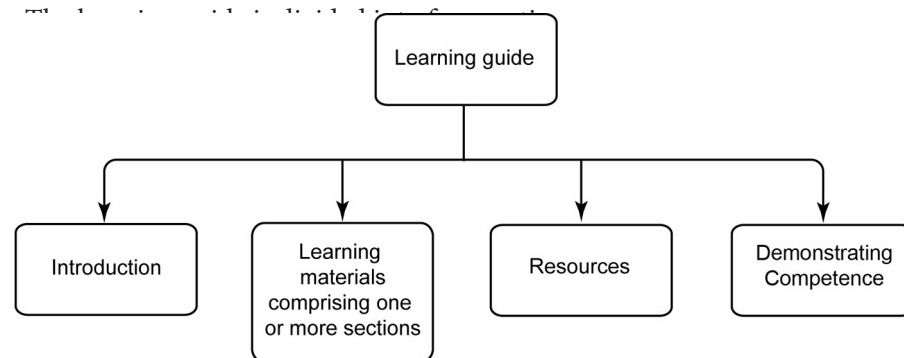 Learning guide
Introduction
Learning
materials
comprising one
or more sections
Resources
Demonstrating
Competence